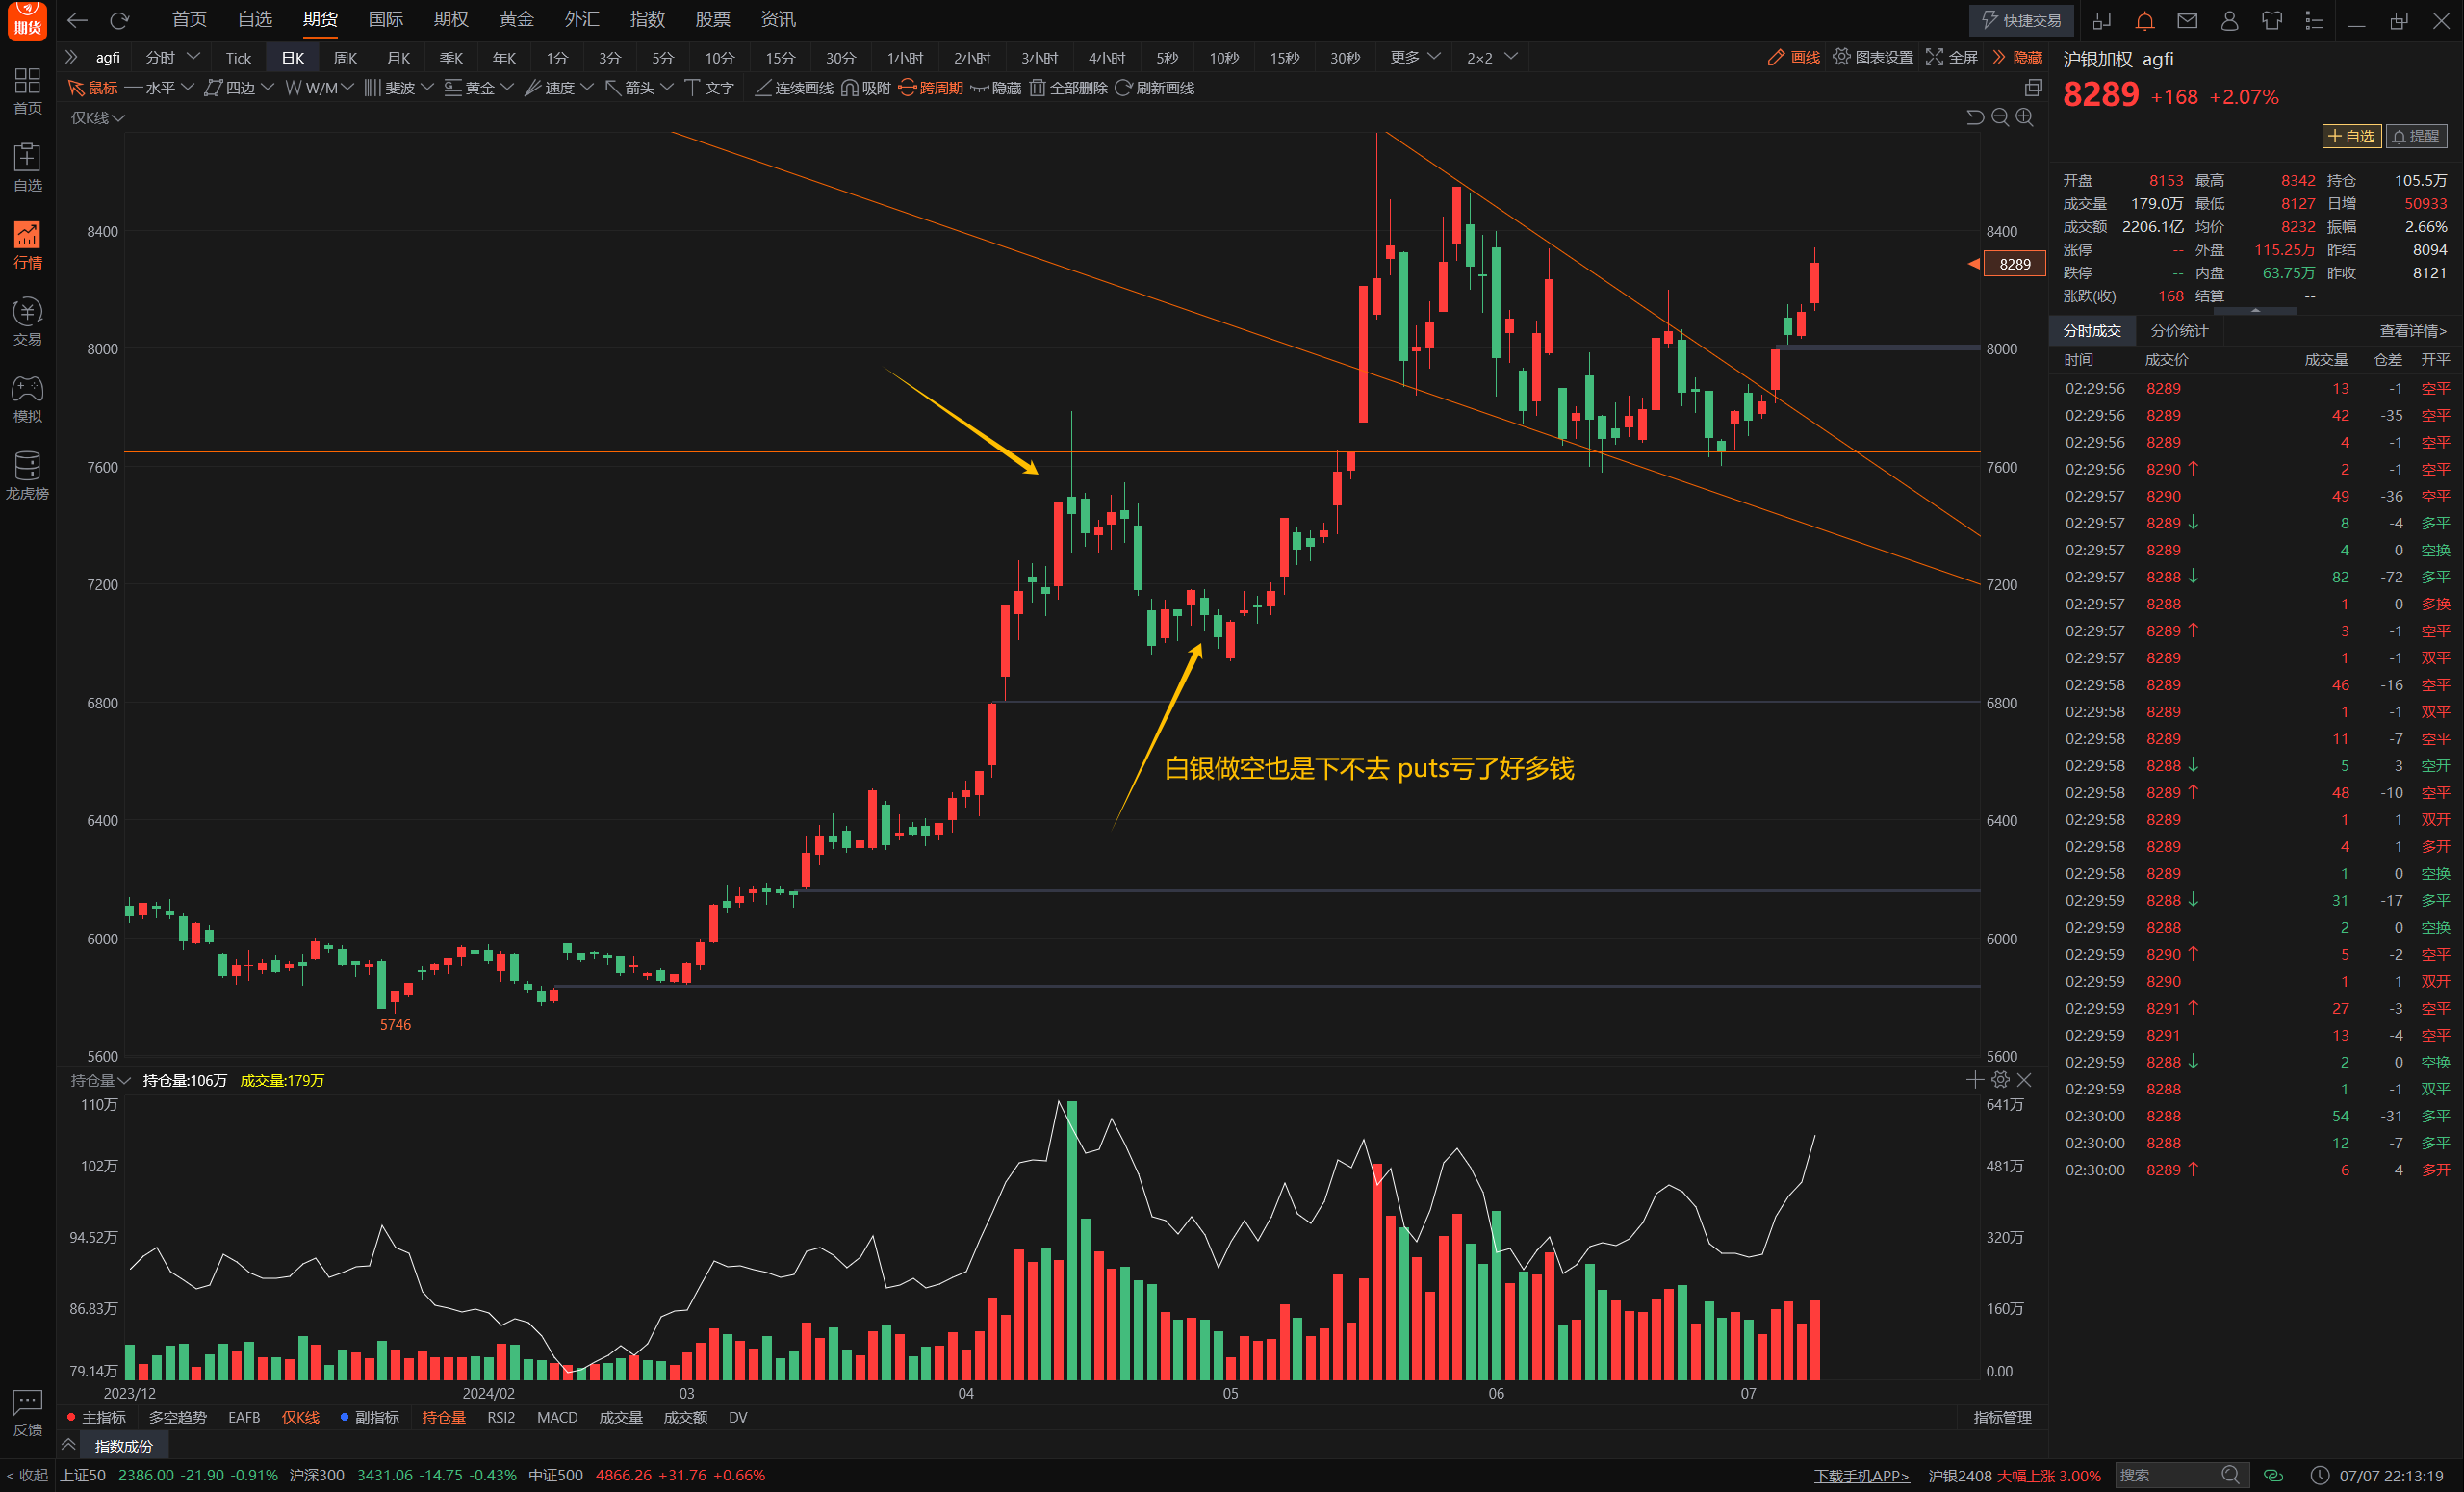 期货
首页 自选 期货 国际 期权 黄金 外汇 指数 股票 资讯
快捷交易
agfi 分时 Tick 日K 周K 月K 季K 年K 1分 3分 5分 10分 15分 30分 1小时 2小时 3小时 4小时 5秒 10秒 15秒 30秒 更多 2×2
画线 图表设置 全屏 隐藏
鼠标 水平 四边 W/M 斐波 黄金 速度 箭头 文字 连续画线 吸附 跨周期 隐藏 全部删除 刷新画线
仅K线
首页
自选
行情
交易
模拟
龙虎榜
反馈
8400 8400
8289
8000 8000
7600 7600
7200 7200
6800 6800
白银做空也是下不去 puts亏了好多钱
6400 6400
6000 6000
5746
5600 5600
持仓量 持仓量:106万 成交量:179万
110万 641万
102万 481万
94.52万 320万
86.83万 160万
79.14万 0.00
2023/12 2024/02 03 04 05 06 07
主指标 多空趋势 EAFB 仅K线 副指标 持仓量 RSI2 MACD 成交量 成交额 DV 指标管理
指数成份
沪银加权 agfi
8289 +168 +2.07%
+自选 提醒
开盘 8153 最高 8342 持仓 105.5万
成交量 179.0万 最低 8127 日增 50933
成交额 2206.1亿 均价 8232 振幅 2.66%
涨停 -- 外盘 115.25万 昨结 8094
跌停 -- 内盘 63.75万 昨收 8121
涨跌(收) 168 结算 --
分时成交 分价统计 查看详情>
时间 成交价 成交量 仓差 开平
02:29:56 8289 13 -1 空平
02:29:56 8289 42 -35 空平
02:29:56 8289 4 -1 空平
02:29:56 8290↑ 2 -1 空平
02:29:57 8290 49 -36 空平
02:29:57 8289↓ 8 -4 多平
02:29:57 8289 4 0 空换
02:29:57 8288↓ 82 -72 多平
02:29:57 8288 1 0 多换
02:29:57 8289↑ 3 -1 空平
02:29:57 8289 1 -1 双平
02:29:58 8289 46 -16 空平
02:29:58 8289 1 -1 双平
02:29:58 8289 11 -7 空平
02:29:58 8288↓ 5 3 空开
02:29:58 8289↑ 48 -10 空平
02:29:58 8289 1 1 双开
02:29:58 8289 4 1 多开
02:29:58 8289 1 0 空换
02:29:59 8288↓ 31 -17 多平
02:29:59 8288 2 0 空换
02:29:59 8290↑ 5 -2 空平
02:29:59 8290 1 1 双开
02:29:59 8291↑ 27 -3 空平
02:29:59 8291 13 -4 空平
02:29:59 8288↓ 2 0 空换
02:29:59 8288 1 -1 双平
02:30:00 8288 54 -31 多平
02:30:00 8288 12 -7 多平
02:30:00 8289↑ 6 4 多开
<收起 上证50 2386.00 -21.90 -0.91% 沪深300 3431.06 -14.75 -0.43% 中证500 4866.26 +31.76 +0.66% 下载手机APP> 沪银2408 大幅上涨 3.00% 搜索 07/07 22:13:19